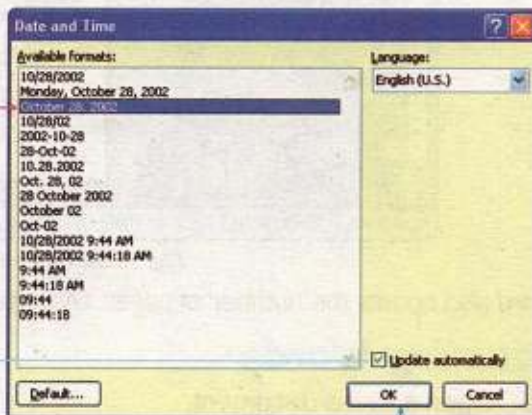 Date and Time
Available formats:
Language:
10/28/2002
Monday, October 28, 2002
October 28, 2002
10/28/02
2002-10-28
28-Oct-02
10.28.2002
Oct. 28, 02
28 October 2002
October 02
Oct-02
10/28/2002 9:44 AM
10/28/2002 9:44:18 AM
9:44 AM
9:44:18 AM
09:44
09:44:18
English (U.S.)
Update automatically
Default...
OK
Cancel